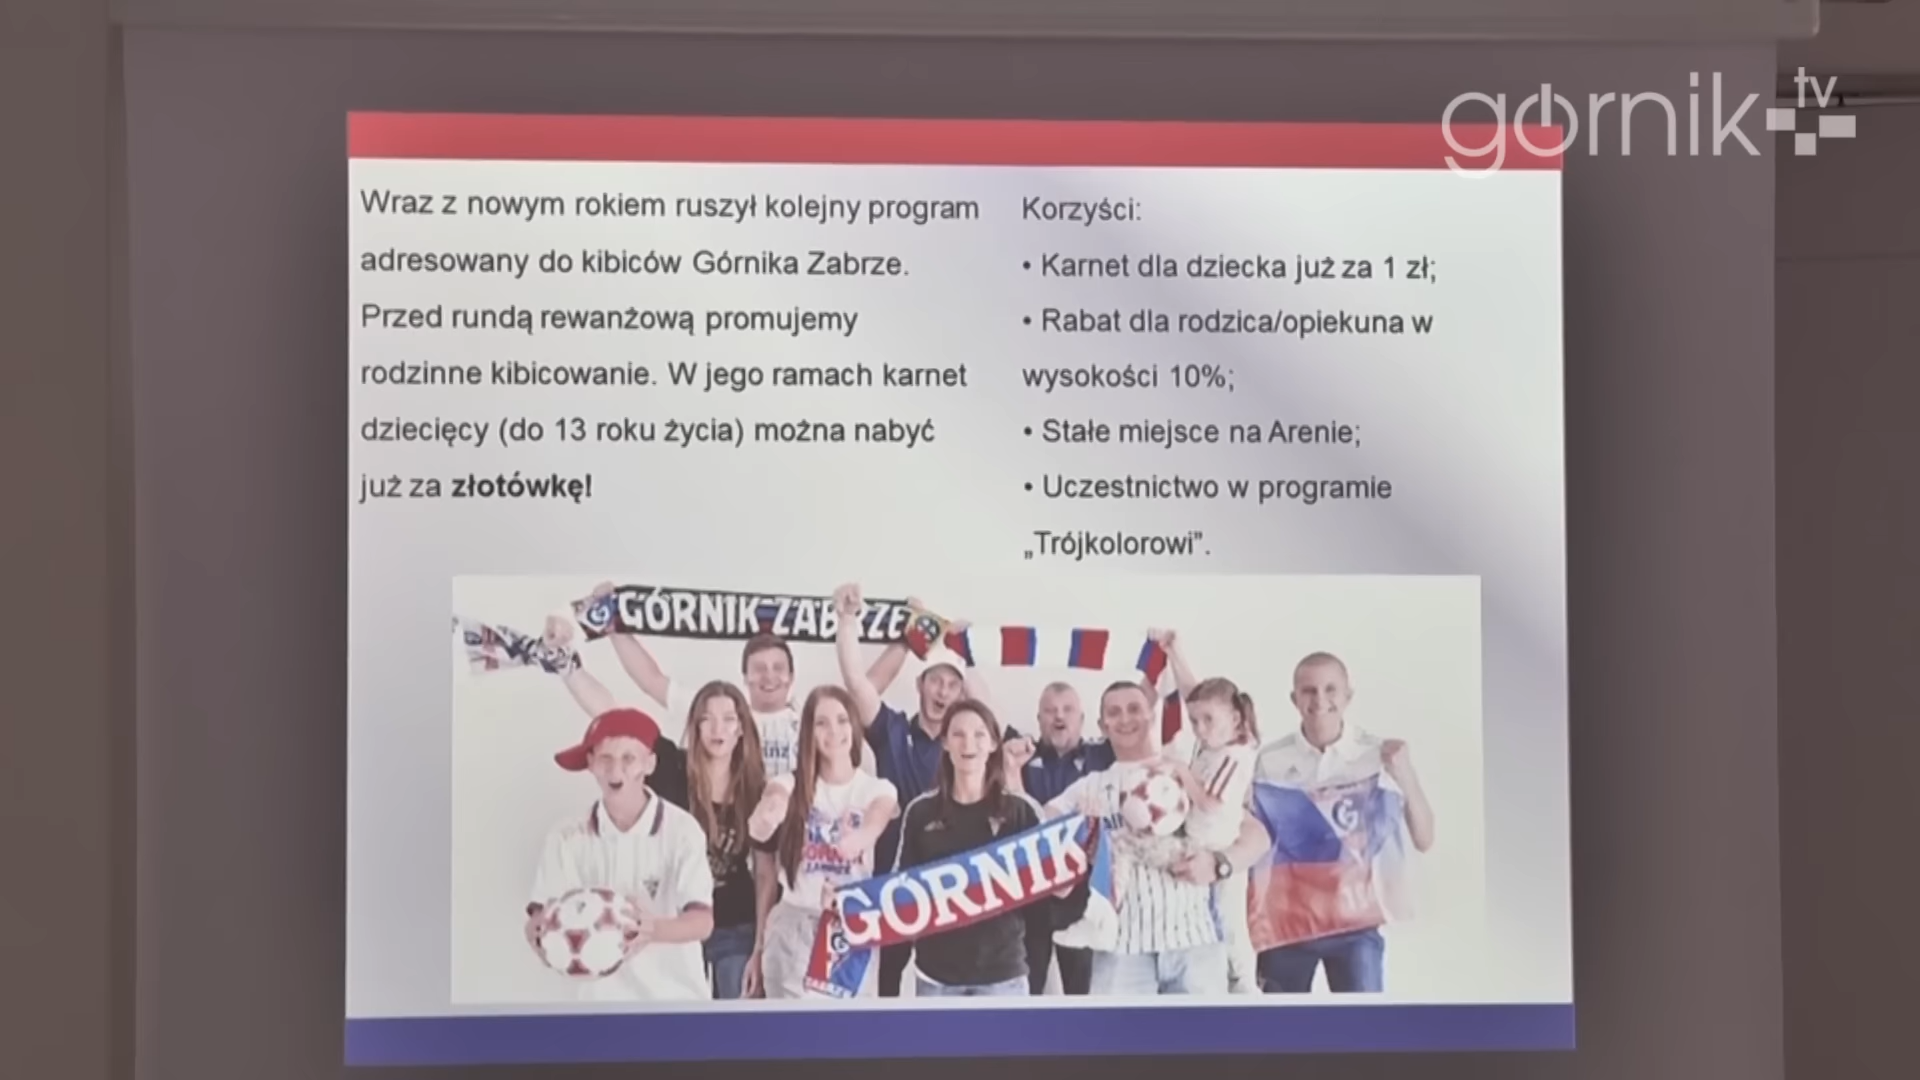 górnik tv
Wraz z nowym rokiem ruszył kolejny program
adresowany do kibiców Górnika Zabrze.
Przed rundą rewanżową promujemy
rodzinne kibicowanie. W jego ramach karnet
dziecięcy (do 13 roku życia) można nabyć
już za złotówkę!
Korzyści:
• Karnet dla dziecka już za 1 zł;
• Rabat dla rodzica/opiekuna w
wysokości 10%;
• Stałe miejsce na Arenie;
• Uczestnictwo w programie
„Trójkolorowi”.
GÓRNIK ZABRZE
GÓRNIK
ZABRZE